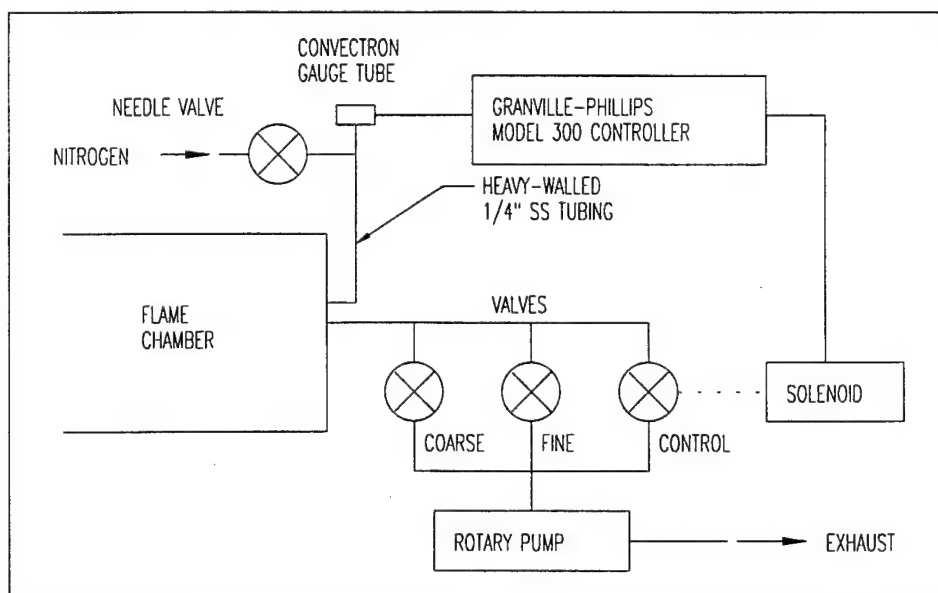 CONVECTRON
GAUGE TUBE
GRANVILLE-PHILLIPS
MODEL 300 CONTROLLER
NEEDLE VALVE
NITROGEN
HEAVY-WALLED
1/4" SS TUBING
FLAME
CHAMBER
VALVES
SOLENOID
COARSE
FINE
CONTROL
ROTARY PUMP
EXHAUST